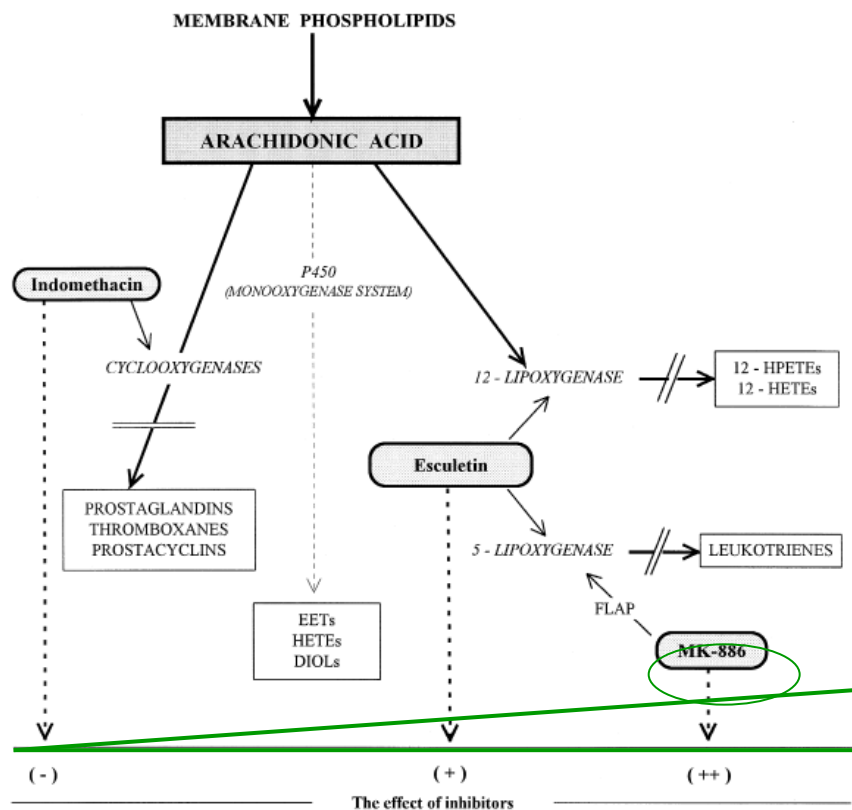 MEMBRANE PHOSPHOLIPIDS
ARACHIDONIC ACID
P450
(MONOOXYGENASE SYSTEM)
Indomethacin
CYCLOOXYGENASES
12 - LIPOXYGENASE
12 - HPETEs
12 - HETEs
Esculetin
PROSTAGLANDINS
THROMBOXANES
PROSTACYCLINS
5 - LIPOXYGENASE
LEUKOTRIENES
FLAP
EETs
HETEs
DIOLs
MK-886
( - )
( + )
( ++ )
The effect of inhibitors